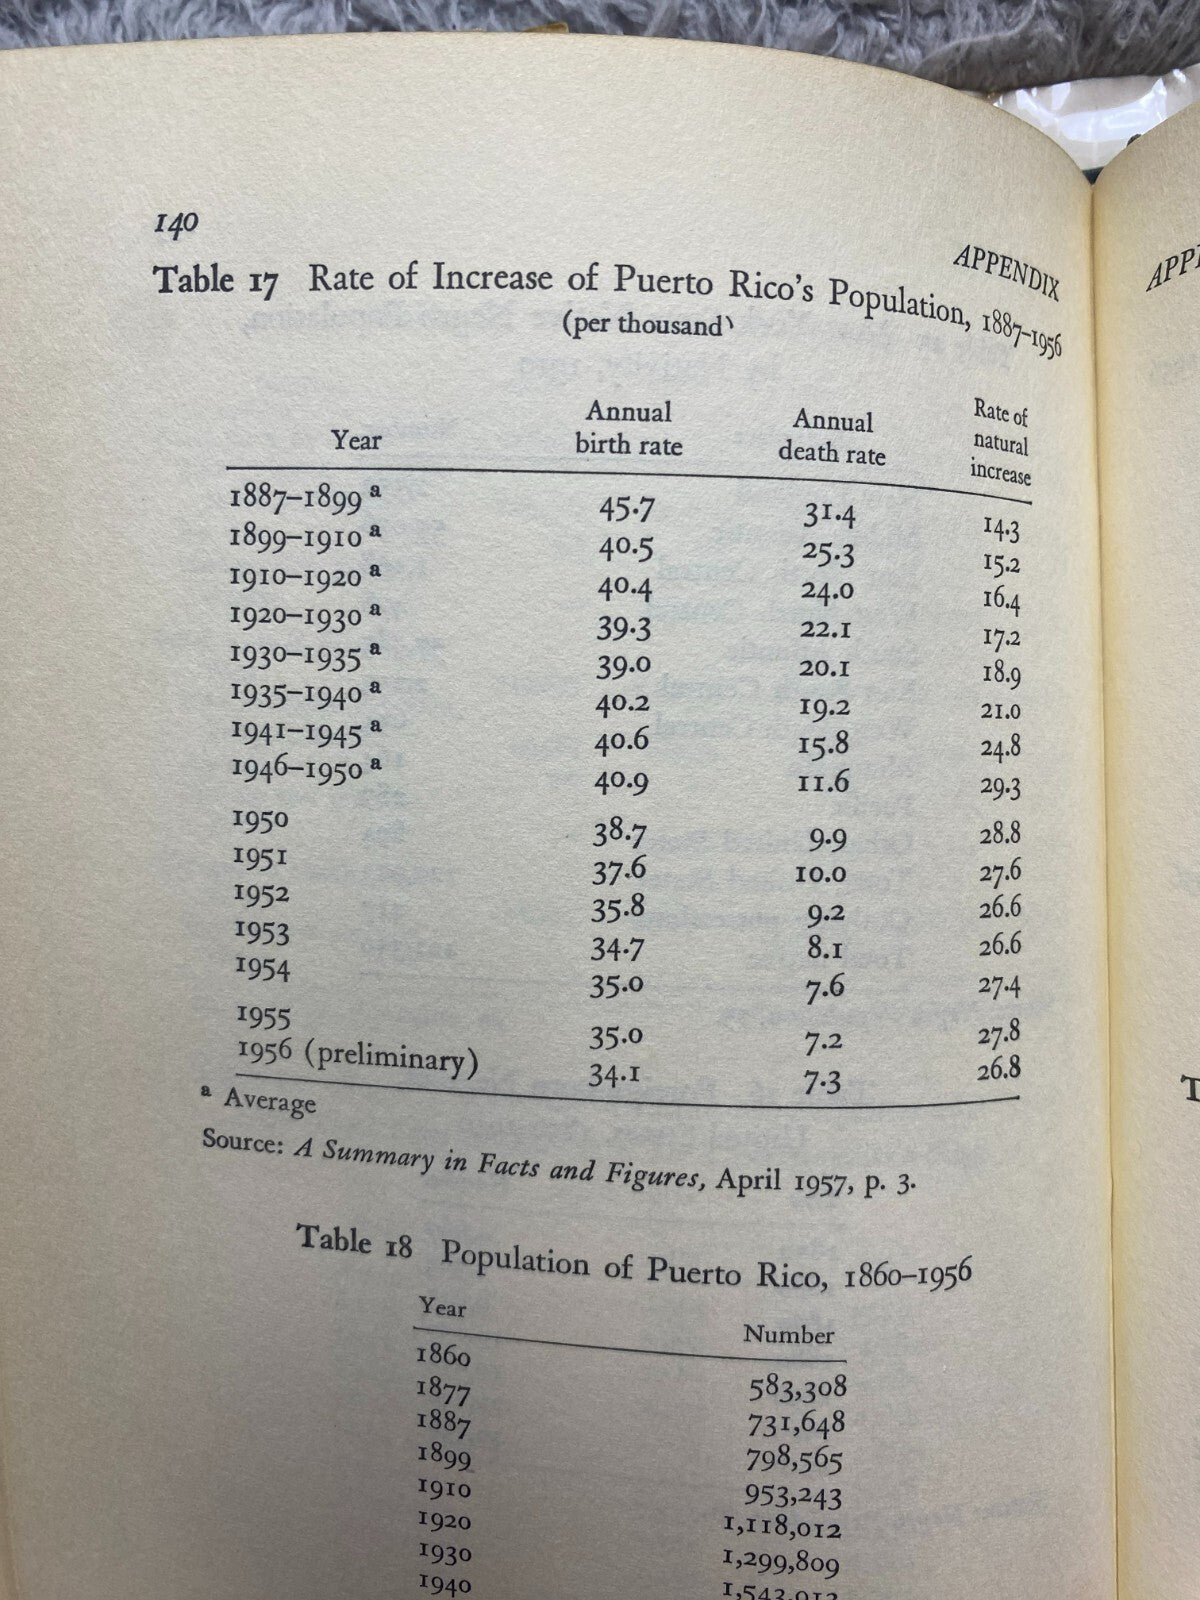 140
APPENDIX
Table 17 Rate of Increase of Puerto Rico's Population, 1887–1956
(per thousand)
Year Annual birth rate Annual death rate Rate of natural increase
1887–1899 a 45.7 31.4 14.3
1899–1910 a 40.5 25.3 15.2
1910–1920 a 40.4 24.0 16.4
1920–1930 a 39.3 22.1 17.2
1930–1935 a 39.0 20.1 18.9
1935–1940 a 40.2 19.2 21.0
1941–1945 a 40.6 15.8 24.8
1946–1950 a 40.9 11.6 29.3
1950 38.7 9.9 28.8
1951 37.6 10.0 27.6
1952 35.8 9.2 26.6
1953 34.7 8.1 26.6
1954 35.0 7.6 27.4
1955 35.0 7.2 27.8
1956 (preliminary) 34.1 7.3 26.8
a Average
Source: A Summary in Facts and Figures, April 1957, p. 3.
Table 18 Population of Puerto Rico, 1860–1956
Year Number
1860 583,308
1877 731,648
1887 798,565
1899 953,243
1910 1,118,012
1920 1,299,809
1930 1,543,013
1940
APP
T